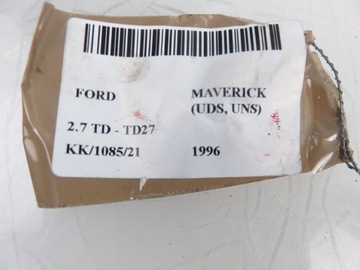 FORD MAVERICK
(UDS, UNS)
2.7 TD - TD27
KK/1085/21 1996